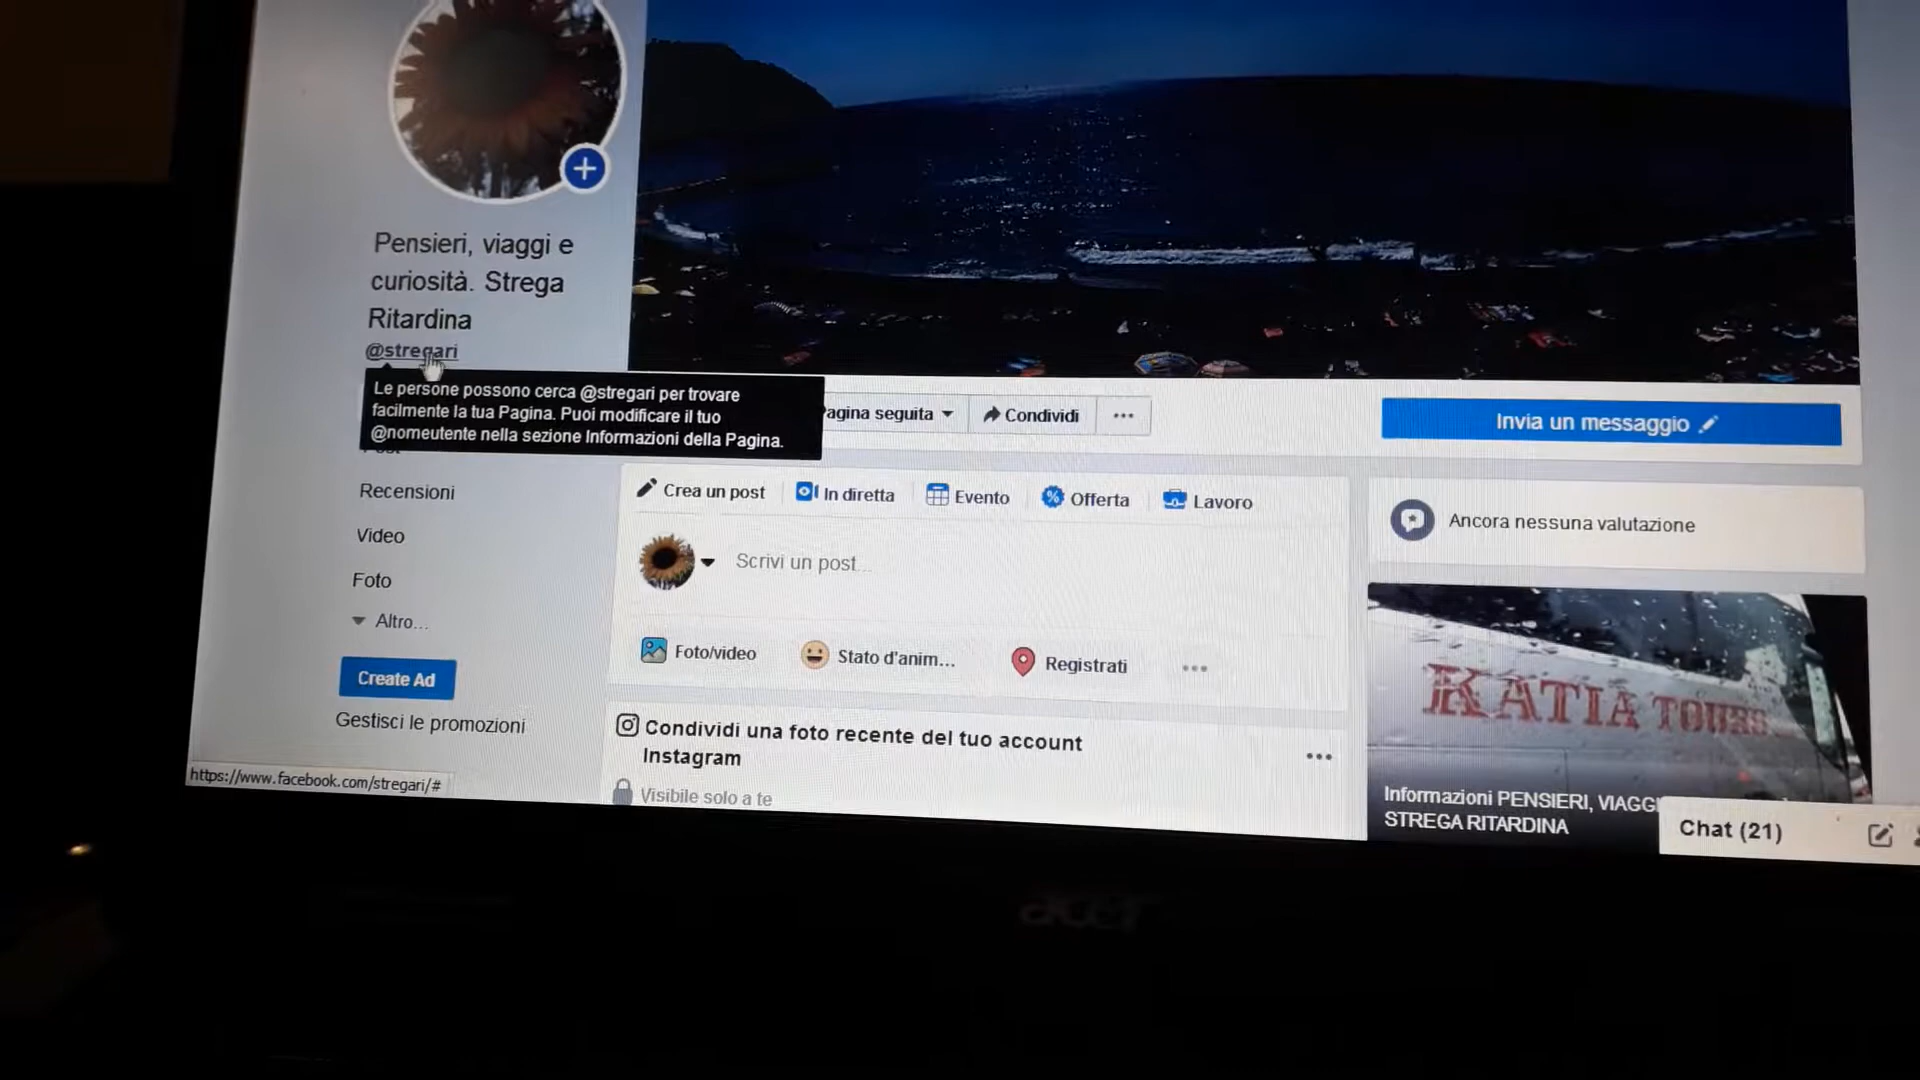 Pensieri, viaggi e
curiosità. Strega
Ritardina
@stregari
Le persone possono cerca @stregari per trovare
facilmente la tua Pagina. Puoi modificare il tuo
@nomeutente nella sezione Informazioni della Pagina.
agina seguita
Condividi
Invia un messaggio
Recensioni
Video
Foto
Altro...
Create Ad
Gestisci le promozioni
https://www.facebook.com/stregari/#
Crea un post
In diretta
Evento
Offerta
Lavoro
Scrivi un post...
Foto/video
Stato d'anim...
Registrati
Condividi una foto recente del tuo account
Instagram
Visibile solo a te
Ancora nessuna valutazione
KATIA TOURS
Informazioni PENSIERI, VIAGGI
STREGA RITARDINA
Chat (21)
acer